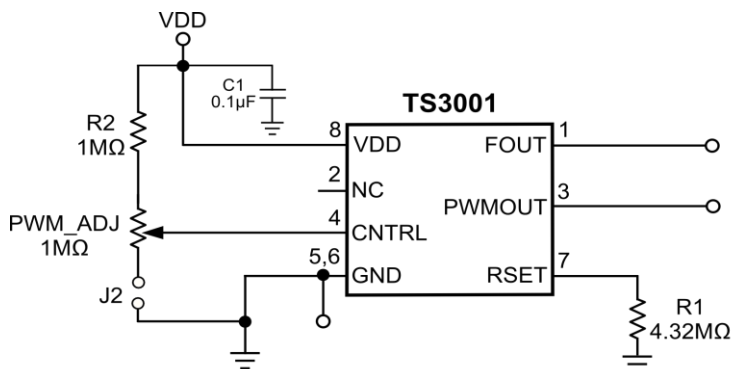 VDD
C1
0.1µF
TS3001
R2
1MΩ
8
VDD
FOUT
1
2
NC
PWMOUT
3
PWM_ADJ
1MΩ
4
CNTRL
5,6
GND
RSET
7
J2
R1
4.32MΩ